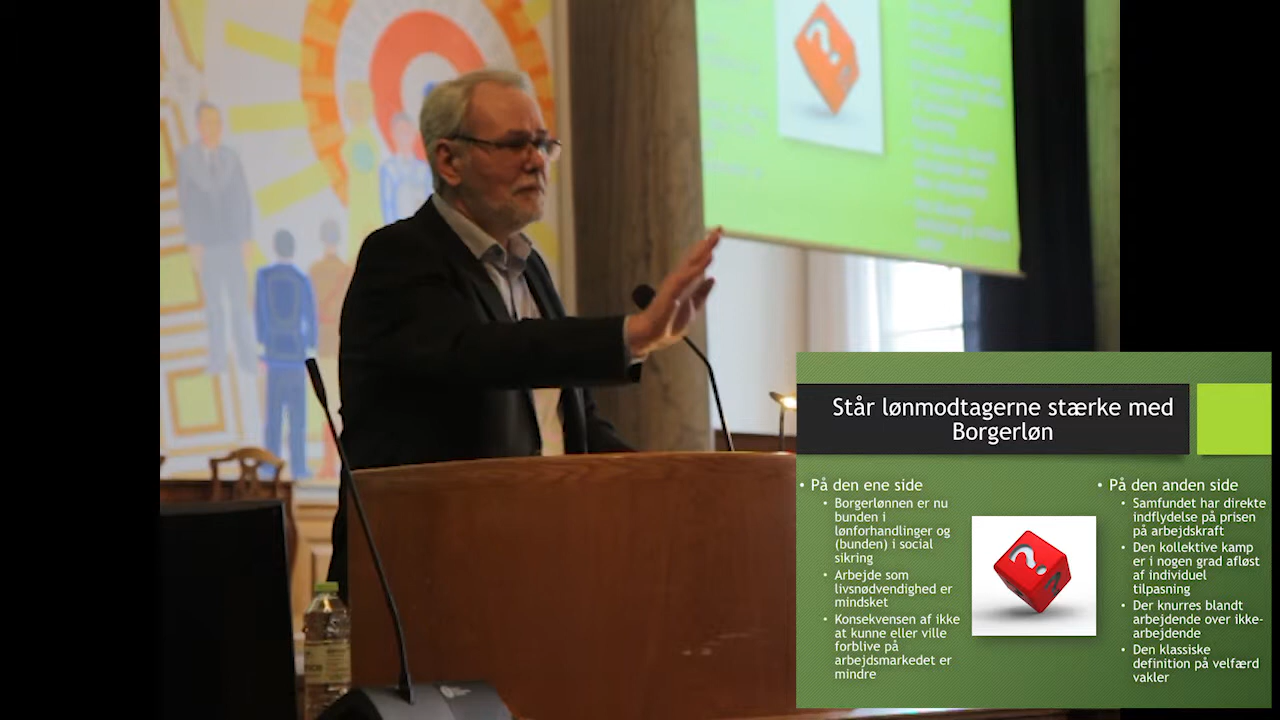 Står lønmodtagerne stærke med
Borgerløn
• På den ene side
• Borgerlønnen er nu
bunden i
lønforhandlinger og
(bunden) i social
sikring
• Arbejde som
livsnødvendighed er
mindsket
• Konsekvensen af ikke
at kunne eller ville
forblive på
arbejdsmarkedet er
mindre
• På den anden side
• Samfundet har direkte
indflydelse på prisen
på arbejdskraft
• Den kollektive kamp
er i nogen grad afløst
af individuel
tilpasning
• Der knurres blandt
arbejdende over ikke-
arbejdende
• Den klassiske
definition på velfærd
vakler